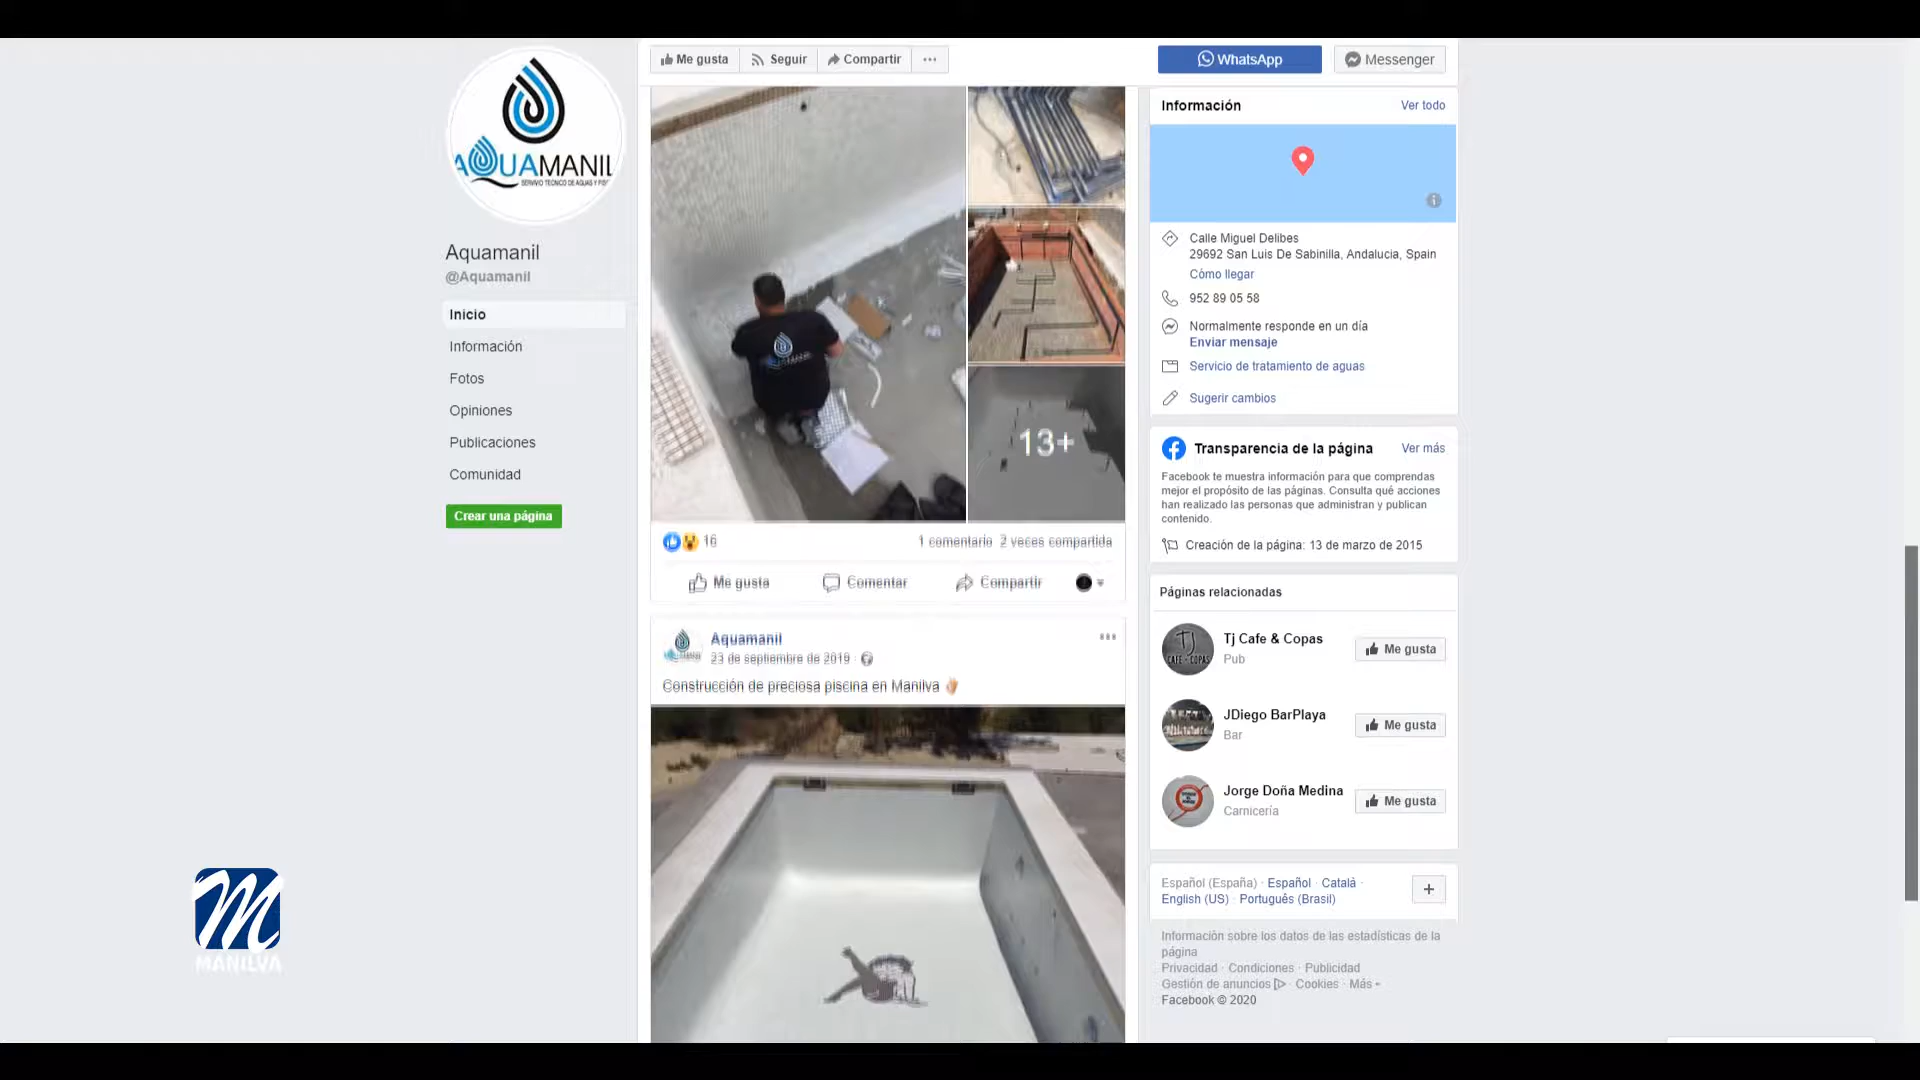 Me gusta
Seguir
Compartir
WhatsApp
Messenger
AQUAMANIL
Aquamanil
@Aquamanil
Inicio
Información
Fotos
Opiniones
Publicaciones
Comunidad
Crear una página
13+
16
1 comentario 2 veces compartida
Me gusta
Comentar
Compartir
Aquamanil
23 de septiembre de 2019 ·
Construcción de preciosa piscina en Manilva
Información
Ver todo
Calle Miguel Delibes
29692 San Luis De Sabinilla, Andalucia, Spain
Cómo llegar
952 89 05 58
Normalmente responde en un día
Enviar mensaje
Servicio de tratamiento de aguas
Sugerir cambios
Transparencia de la página
Ver más
Facebook te muestra información para que comprendas
mejor el propósito de las páginas. Consulta qué acciones
han realizado las personas que administran y publican
contenido.
Creación de la página: 13 de marzo de 2015
Páginas relacionadas
TJ
CAFE - COPAS
Tj Cafe & Copas
Pub
Me gusta
JDiego BarPlaya
Bar
Me gusta
Jorge Doña Medina
Carnicería
Me gusta
Español (España) · Español · Català ·
English (US) · Português (Brasil)
Información sobre los datos de las estadísticas de la
página
Privacidad · Condiciones · Publicidad
Gestión de anuncios · Cookies · Más
Facebook © 2020
M
MANILVA